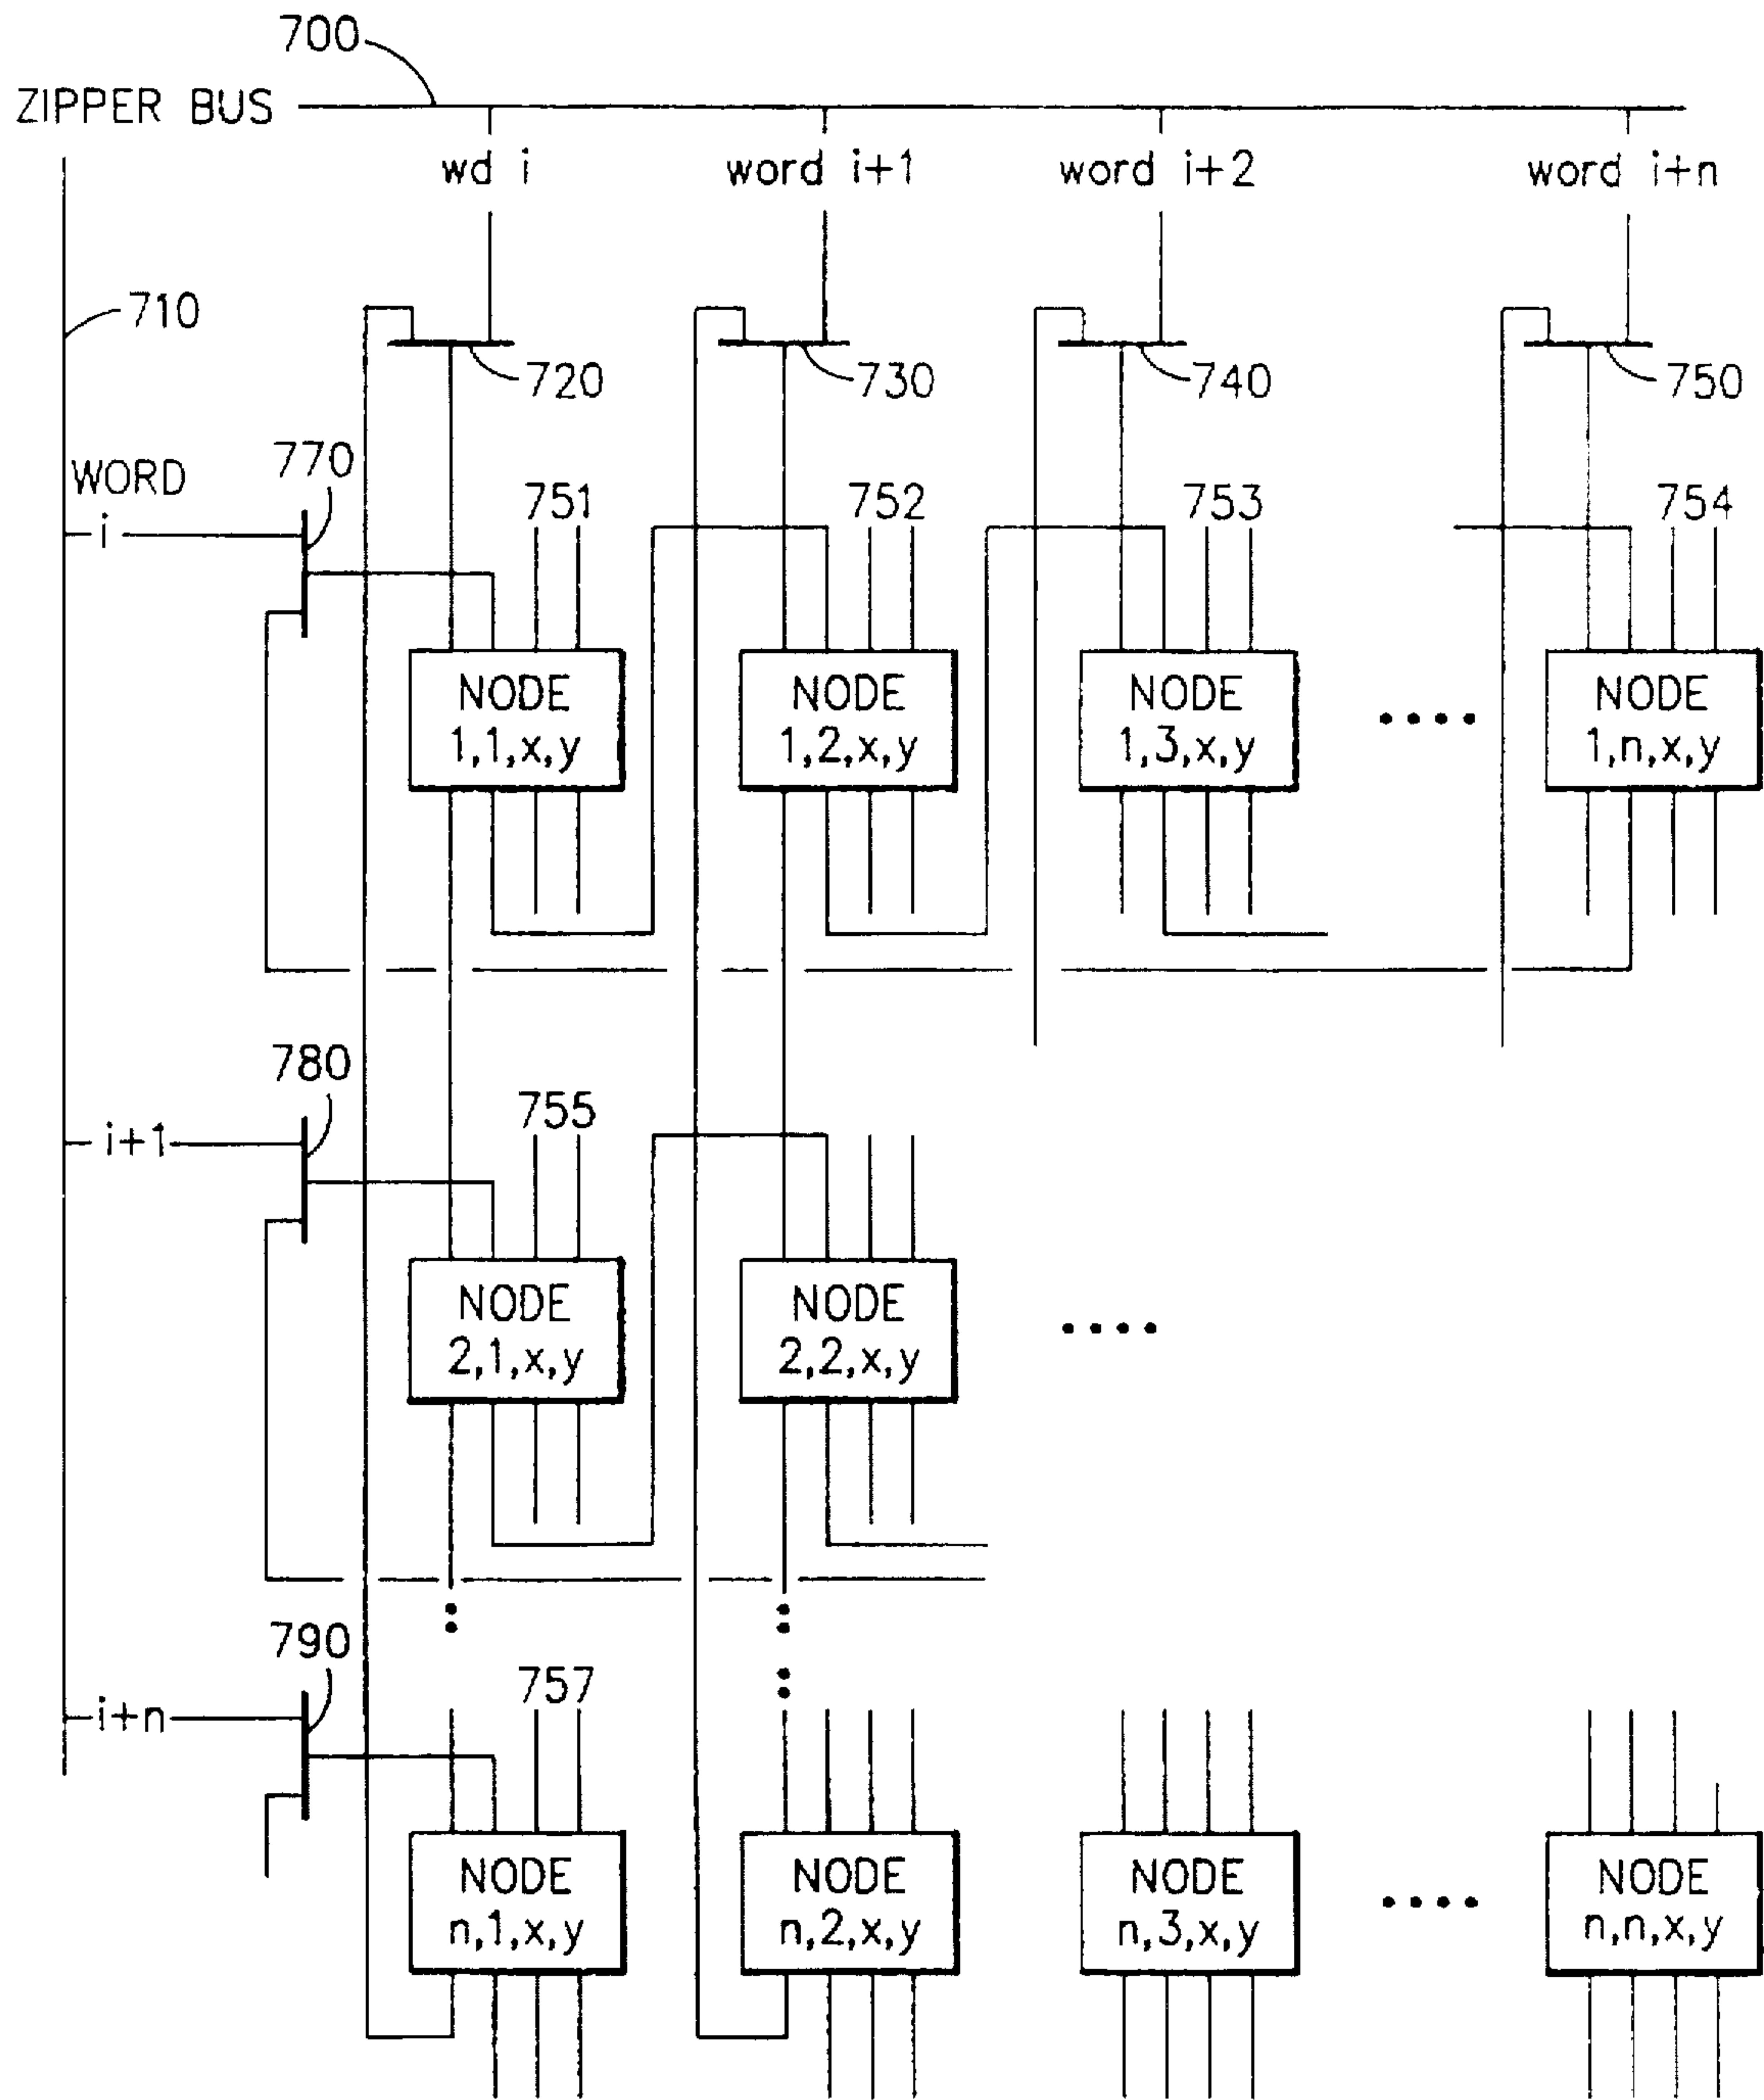 700
ZIPPER BUS
wd i
word i+1
word i+2
word i+n
710
720
730
740
750
WORD
770
751
752
753
754
i
NODE
1,1,x,y
NODE
1,2,x,y
NODE
1,3,x,y
NODE
1,n,x,y
780
755
i+1
NODE
2,1,x,y
NODE
2,2,x,y
790
757
i+n
NODE
n,1,x,y
NODE
n,2,x,y
NODE
n,3,x,y
NODE
n,n,x,y